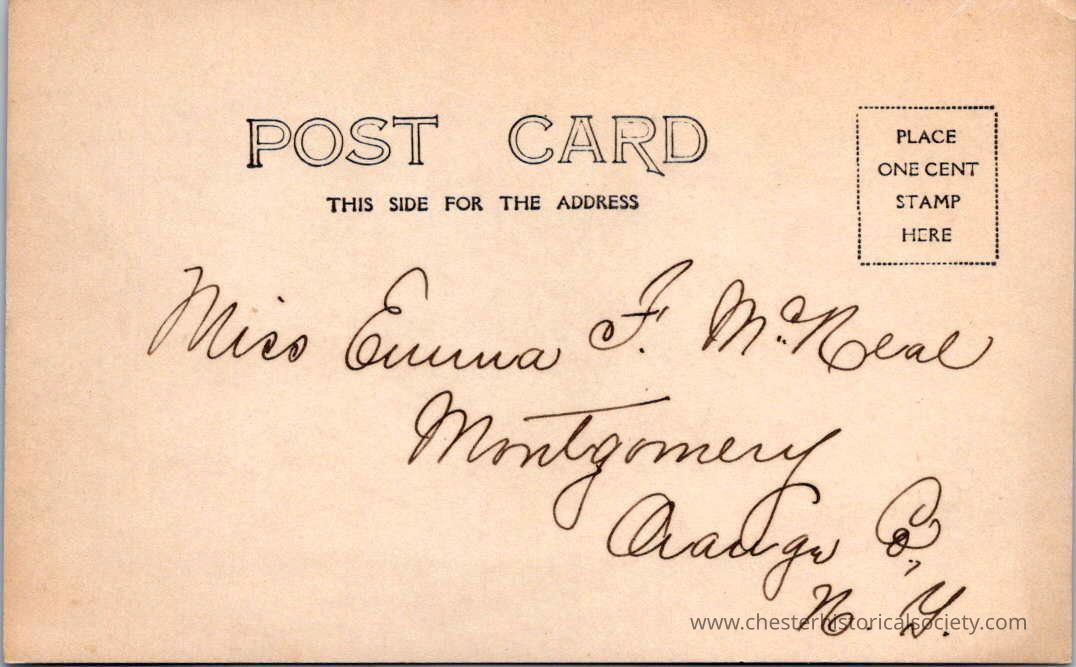 POST CARD
THIS SIDE FOR THE ADDRESS
PLACE
ONE CENT
STAMP
HERE
Miss Emma F. McNeal
Montgomery
Orange Co.,
N. Y.
www.chesterhistoricalsociety.com